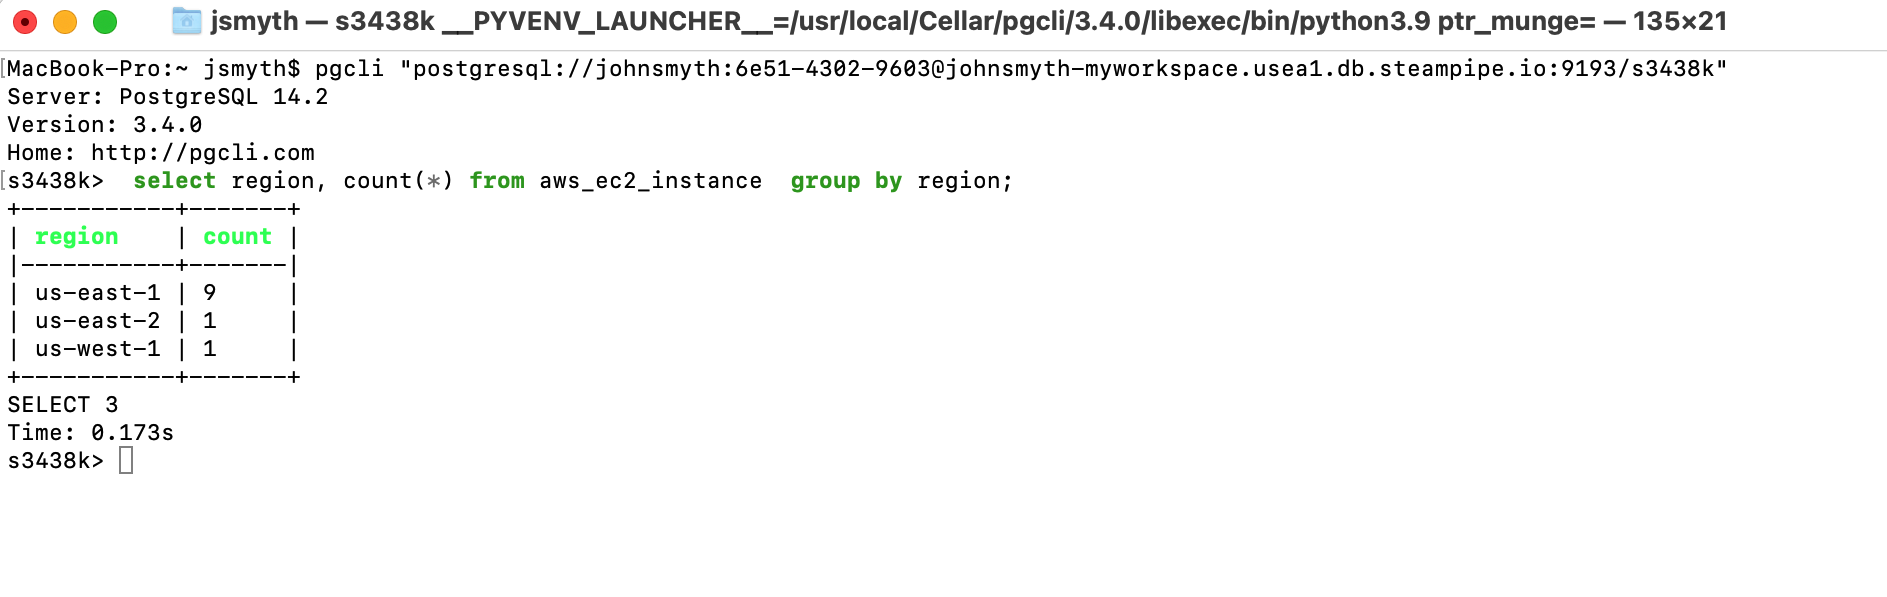 jsmyth — s3438k __PYVENV_LAUNCHER__=/usr/local/Cellar/pgcli/3.4.0/libexec/bin/python3.9 ptr_munge= — 135×21
MacBook-Pro:~ jsmyth$ pgcli "postgresql://johnsmyth:6e51-4302-9603@johnsmyth-myworkspace.usea1.db.steampipe.io:9193/s3438k"
Server: PostgreSQL 14.2
Version: 3.4.0
Home: http://pgcli.com
s3438k>  select region, count(*) from aws_ec2_instance  group by region;
+-----------+-------+
| region    | count |
|-----------+-------|
| us-east-1 | 9     |
| us-east-2 | 1     |
| us-west-1 | 1     |
+-----------+-------+
SELECT 3
Time: 0.173s
s3438k>